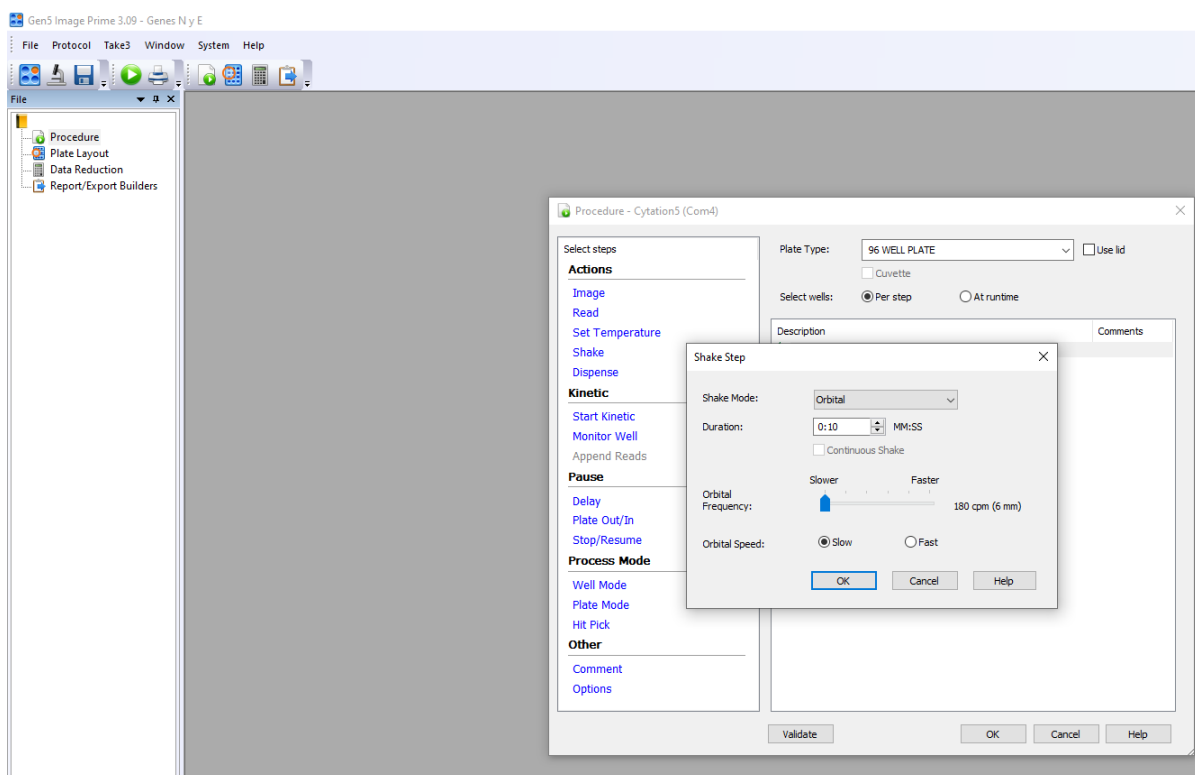 Gen5 Image Prime 3.09 - Genes N y E
File Protocol Take3 Window System Help
File
Procedure
Plate Layout
Data Reduction
Report/Export Builders
Procedure - Cytation5 (Com4)
Select steps
Actions
Image
Read
Set Temperature
Shake
Dispense
Kinetic
Start Kinetic
Monitor Well
Append Reads
Pause
Delay
Plate Out/In
Stop/Resume
Process Mode
Well Mode
Plate Mode
Hit Pick
Other
Comment
Options
Plate Type: 96 WELL PLATE Use lid
Cuvette
Select wells: Per step At runtime
Description Comments
Shake Step
Shake Mode: Orbital
Duration: 0:10 MM:SS
Continuous Shake
Slower Faster
Orbital
Frequency: 180 cpm (6 mm)
Orbital Speed: Slow Fast
OK Cancel Help
Validate OK Cancel Help